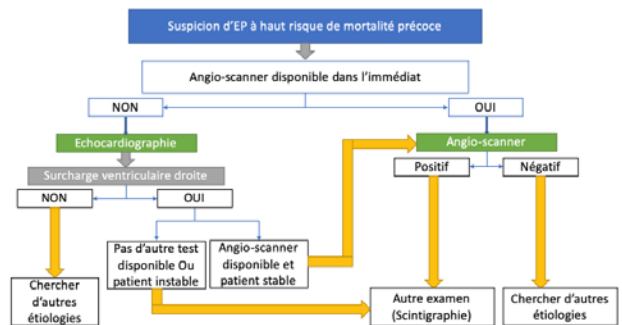 Suspicion d'EP à haut risque de mortalité précoce
Angio-scanner disponible dans l'immédiat
NON
OUI
Echocardiographie
Angio-scanner
Surcharge ventriculaire droite
Positif
Négatif
NON
OUI
Pas d'autre test
disponible Ou
patient instable
Angio-scanner
disponible et
patient stable
Chercher
d'autres
étiologies
Autre examen
(Scintigraphie)
Chercher d'autres
étiologies